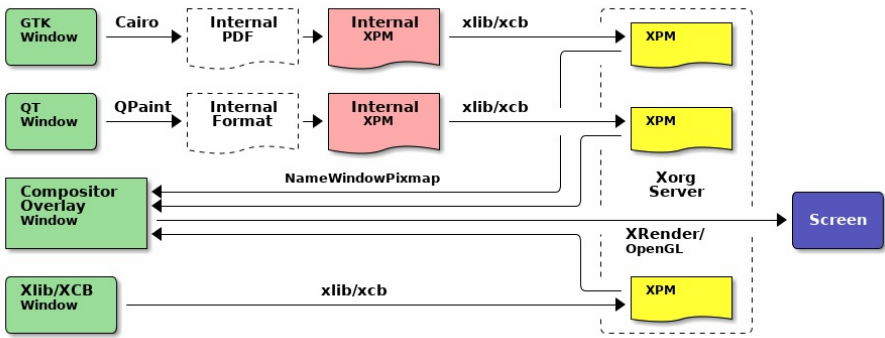 GTK
Window
Cairo
Internal
PDF
Internal
XPM
xlib/xcb
XPM
QT
Window
QPaint
Internal
Format
Internal
XPM
xlib/xcb
XPM
NameWindowPixmap
Compositor
Overlay
Window
Xorg
Server
Screen
XRender/
OpenGL
Xlib/XCB
Window
xlib/xcb
XPM